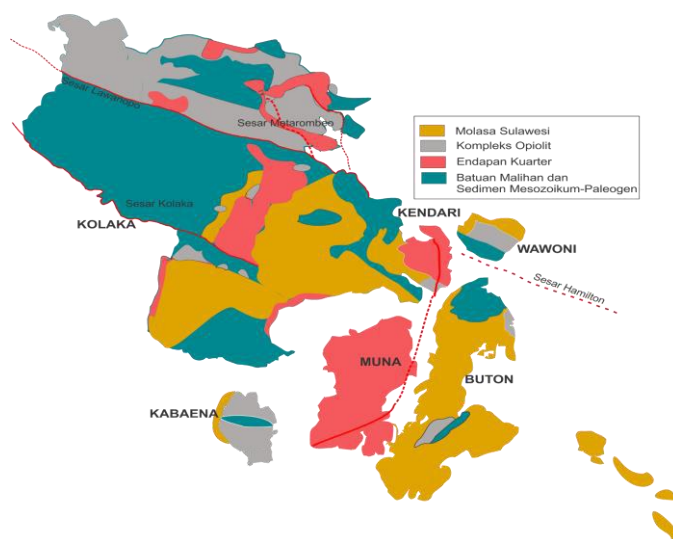 Sesar Lawanopo
Sesar Matarombeo
Molasa Sulawesi
Kompleks Opiolit
Endapan Kuarter
Batuan Malihan dan
Sedimen Mesozoikum-Paleogen
Sesar Kolaka
KOLAKA
KENDARI
WAWONI
Sesar Hamilton
MUNA
BUTON
KABAENA